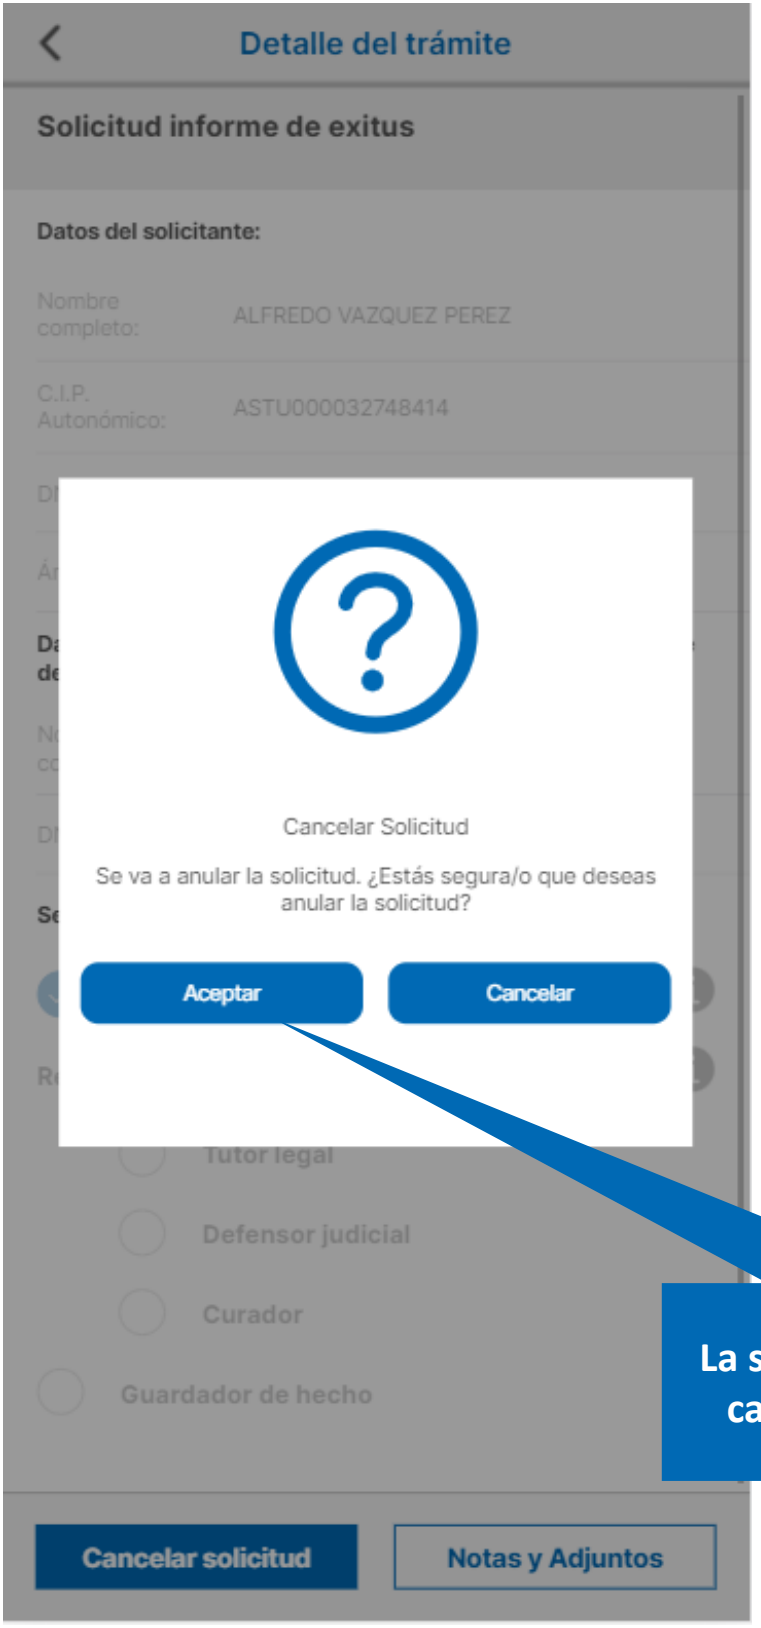 Detalle del trámite
Solicitud informe de exitus
Datos del solicitante:
Nombre
completo:
ALFREDO VAZQUEZ PEREZ
C.I.P.
Autonómico:
ASTU000032748414
?
Cancelar Solicitud
Se va a anular la solicitud. ¿Estás segura/o que deseas
anular la solicitud?
Aceptar
Cancelar
Tutor legal
Defensor judicial
Curador
Guardador de hecho
La
Cancelar solicitud
Notas y Adjuntos